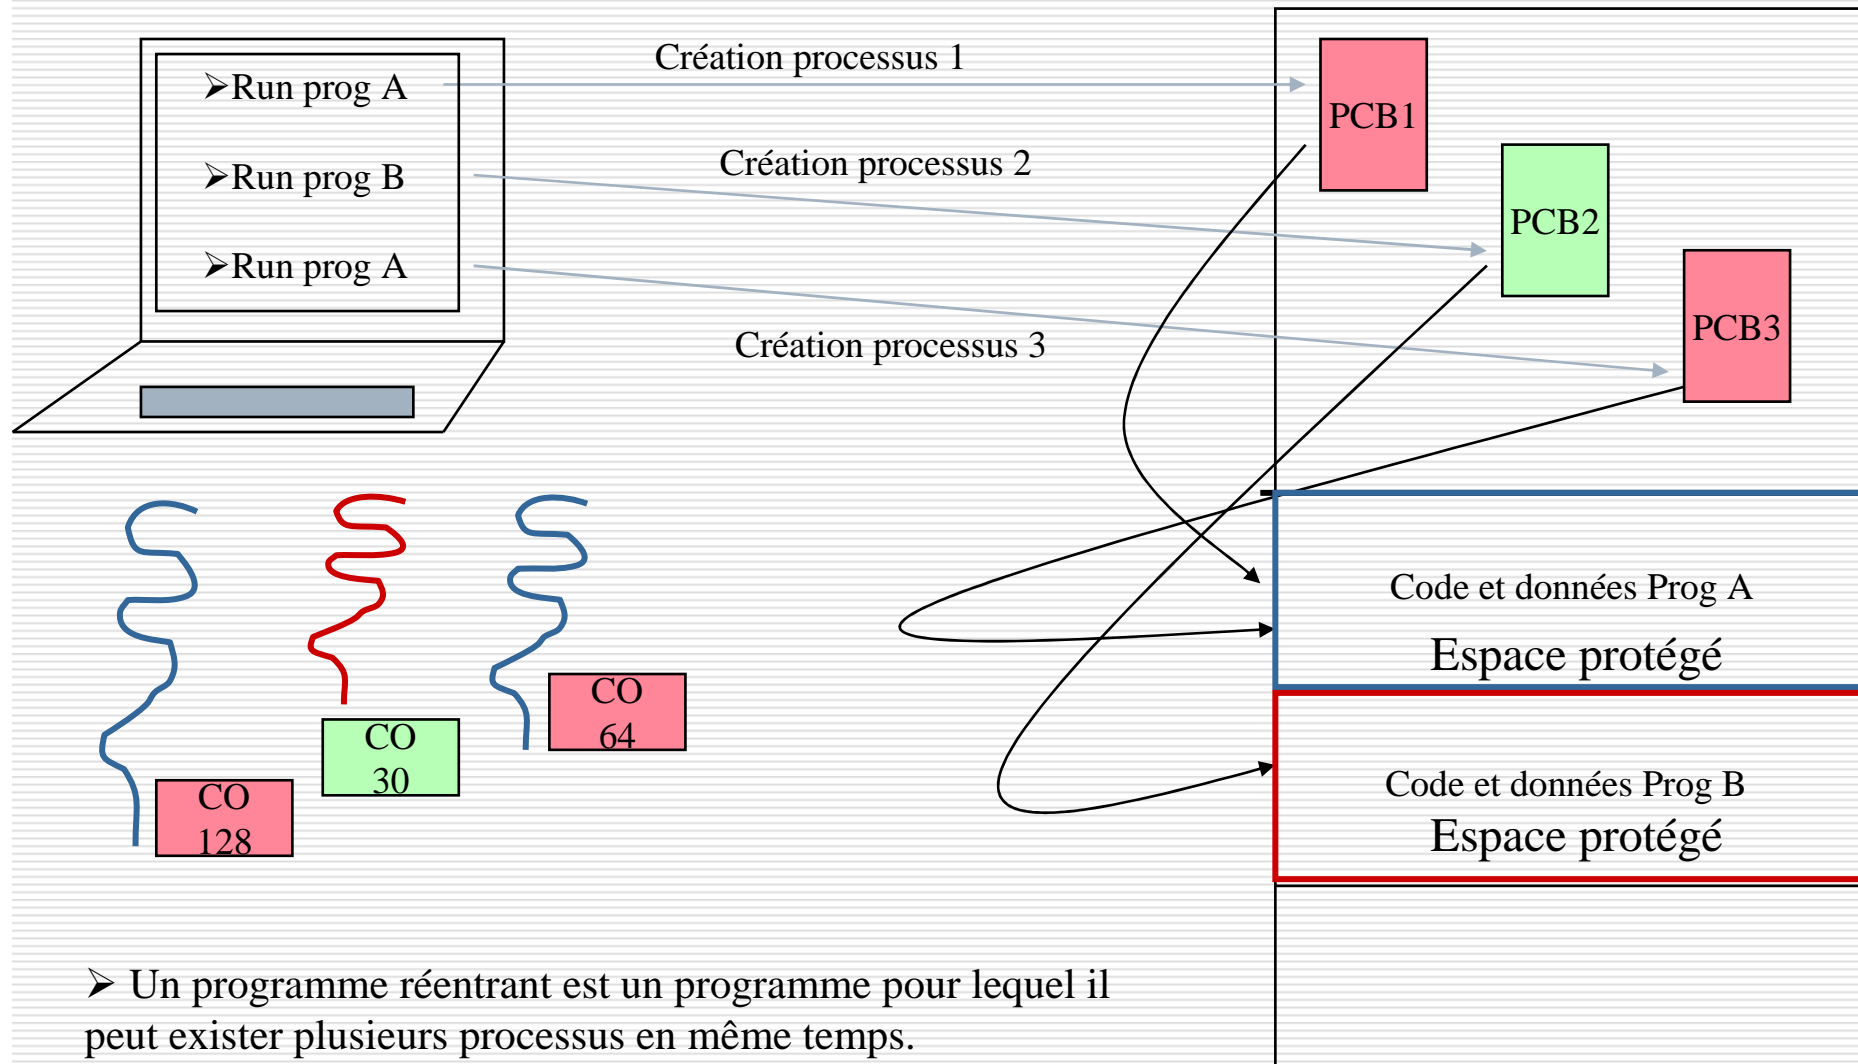 ➢Run prog A
➢Run prog B
➢Run prog A
Création processus 1
Création processus 2
Création processus 3
PCB1
PCB2
PCB3
CO
128
CO
30
CO
64
Code et données Prog A
Espace protégé
Code et données Prog B
Espace protégé
➢ Un programme réentrant est un programme pour lequel il
peut exister plusieurs processus en même temps.